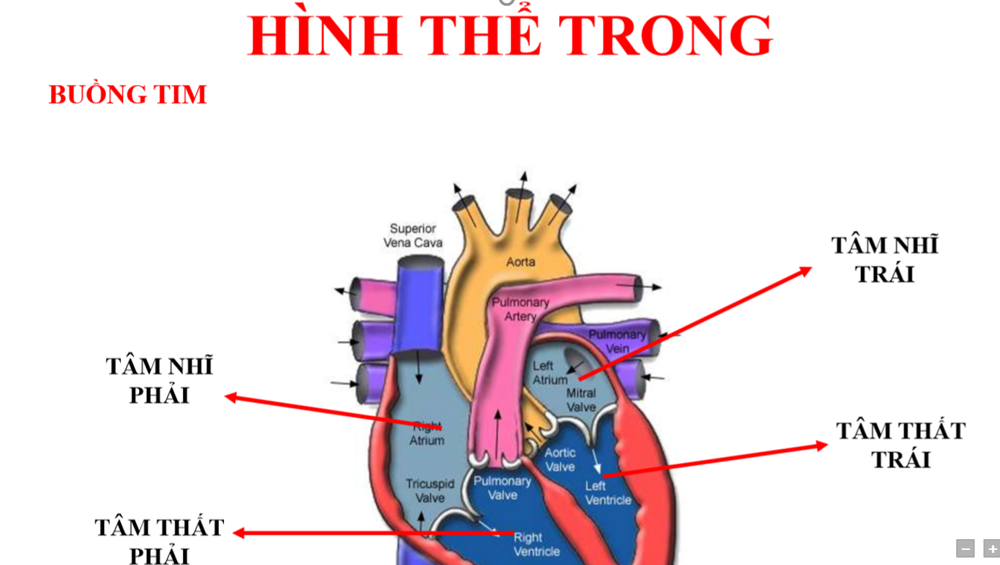 HÌNH THỂ TRONG
BUỒNG TIM
Superior
Vena Cava
Aorta
TÂM NHĨ
TRÁI
Pulmonary
Artery
Pulmonary
Vein
TÂM NHĨ
PHẢI
Left
Atrium
Mitral
Valve
Right
Atrium
TÂM THẤT
TRÁI
Aortic
Valve
Tricuspid
Valve
Pulmonary
Valve
Left
Ventricle
TÂM THẤT
PHẢI
Right
Ventricle